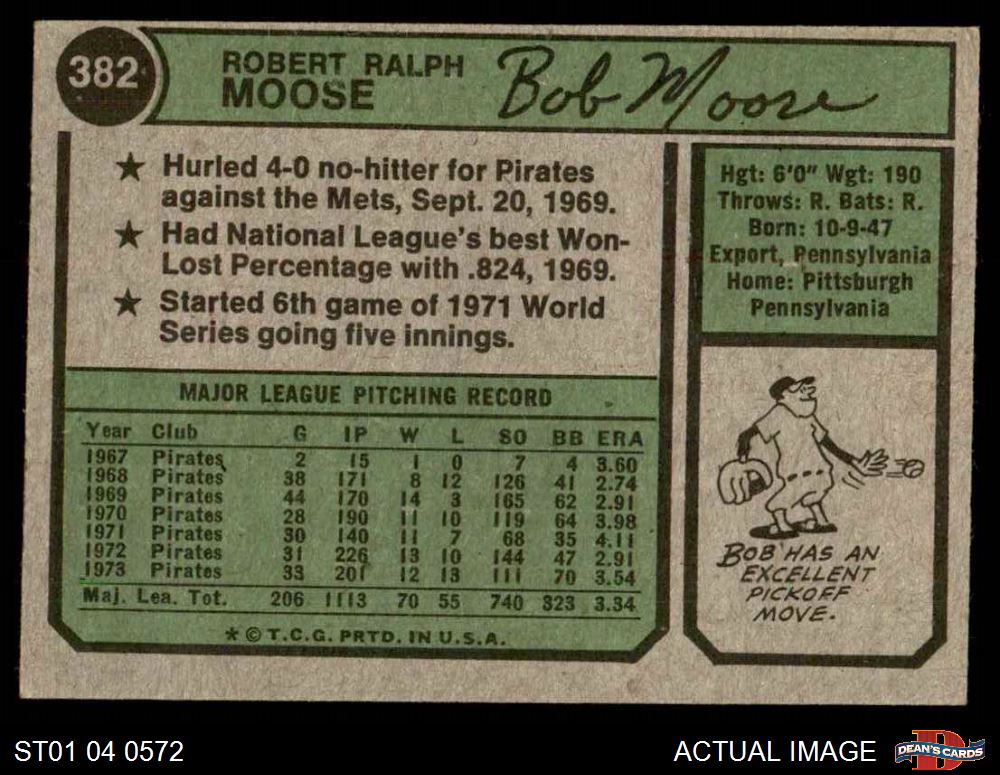 382
ROBERT RALPH
MOOSE
Bob Moose
★ Hurled 4-0 no-hitter for Pirates
against the Mets, Sept. 20, 1969.
★ Had National League's best Won-
Lost Percentage with .824, 1969.
★ Started 6th game of 1971 World
Series going five innings.
Hgt: 6'0" Wgt: 190
Throws: R. Bats: R.
Born: 10-9-47
Export, Pennsylvania
Home: Pittsburgh
Pennsylvania
MAJOR LEAGUE PITCHING RECORD
Year Club G IP W L SO BB ERA
1967 Pirates 2 15 1 0 7 4 3.60
1968 Pirates 38 171 8 12 126 41 2.74
1969 Pirates 44 170 14 3 165 62 2.91
1970 Pirates 28 190 11 10 119 64 3.98
1971 Pirates 30 140 11 7 68 35 4.11
1972 Pirates 31 226 13 10 144 47 2.91
1973 Pirates 33 201 12 13 111 70 3.54
Maj. Lea. Tot. 206 1113 70 55 740 323 3.34
* © T.C.G. PRTD. IN U.S.A.
BOB HAS AN
EXCELLENT
PICKOFF
MOVE.
ST01 04 0572
ACTUAL IMAGE
D
DEAN'S CARDS